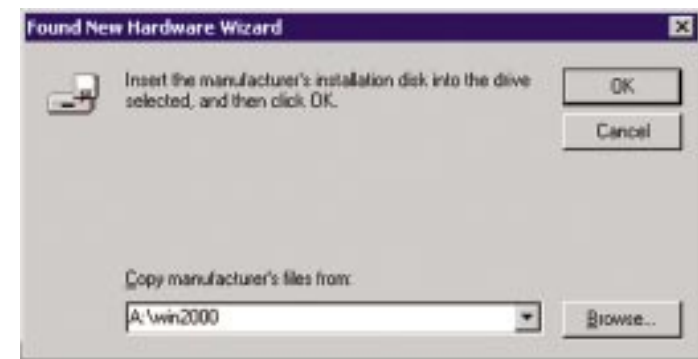 Found New Hardware Wizard
Insert the manufacturer's installation disk into the drive
selected, and then click OK.
OK
Cancel
Copy manufacturer's files from:
A:\win2000
Browse...